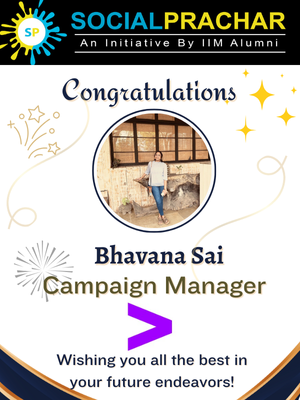 SP
SOCIALPRACHAR
An Initiative By IIM Alumni
Congratulations
Bhavana Sai
Campaign Manager
>
Wishing you all the best in
your future endeavors!